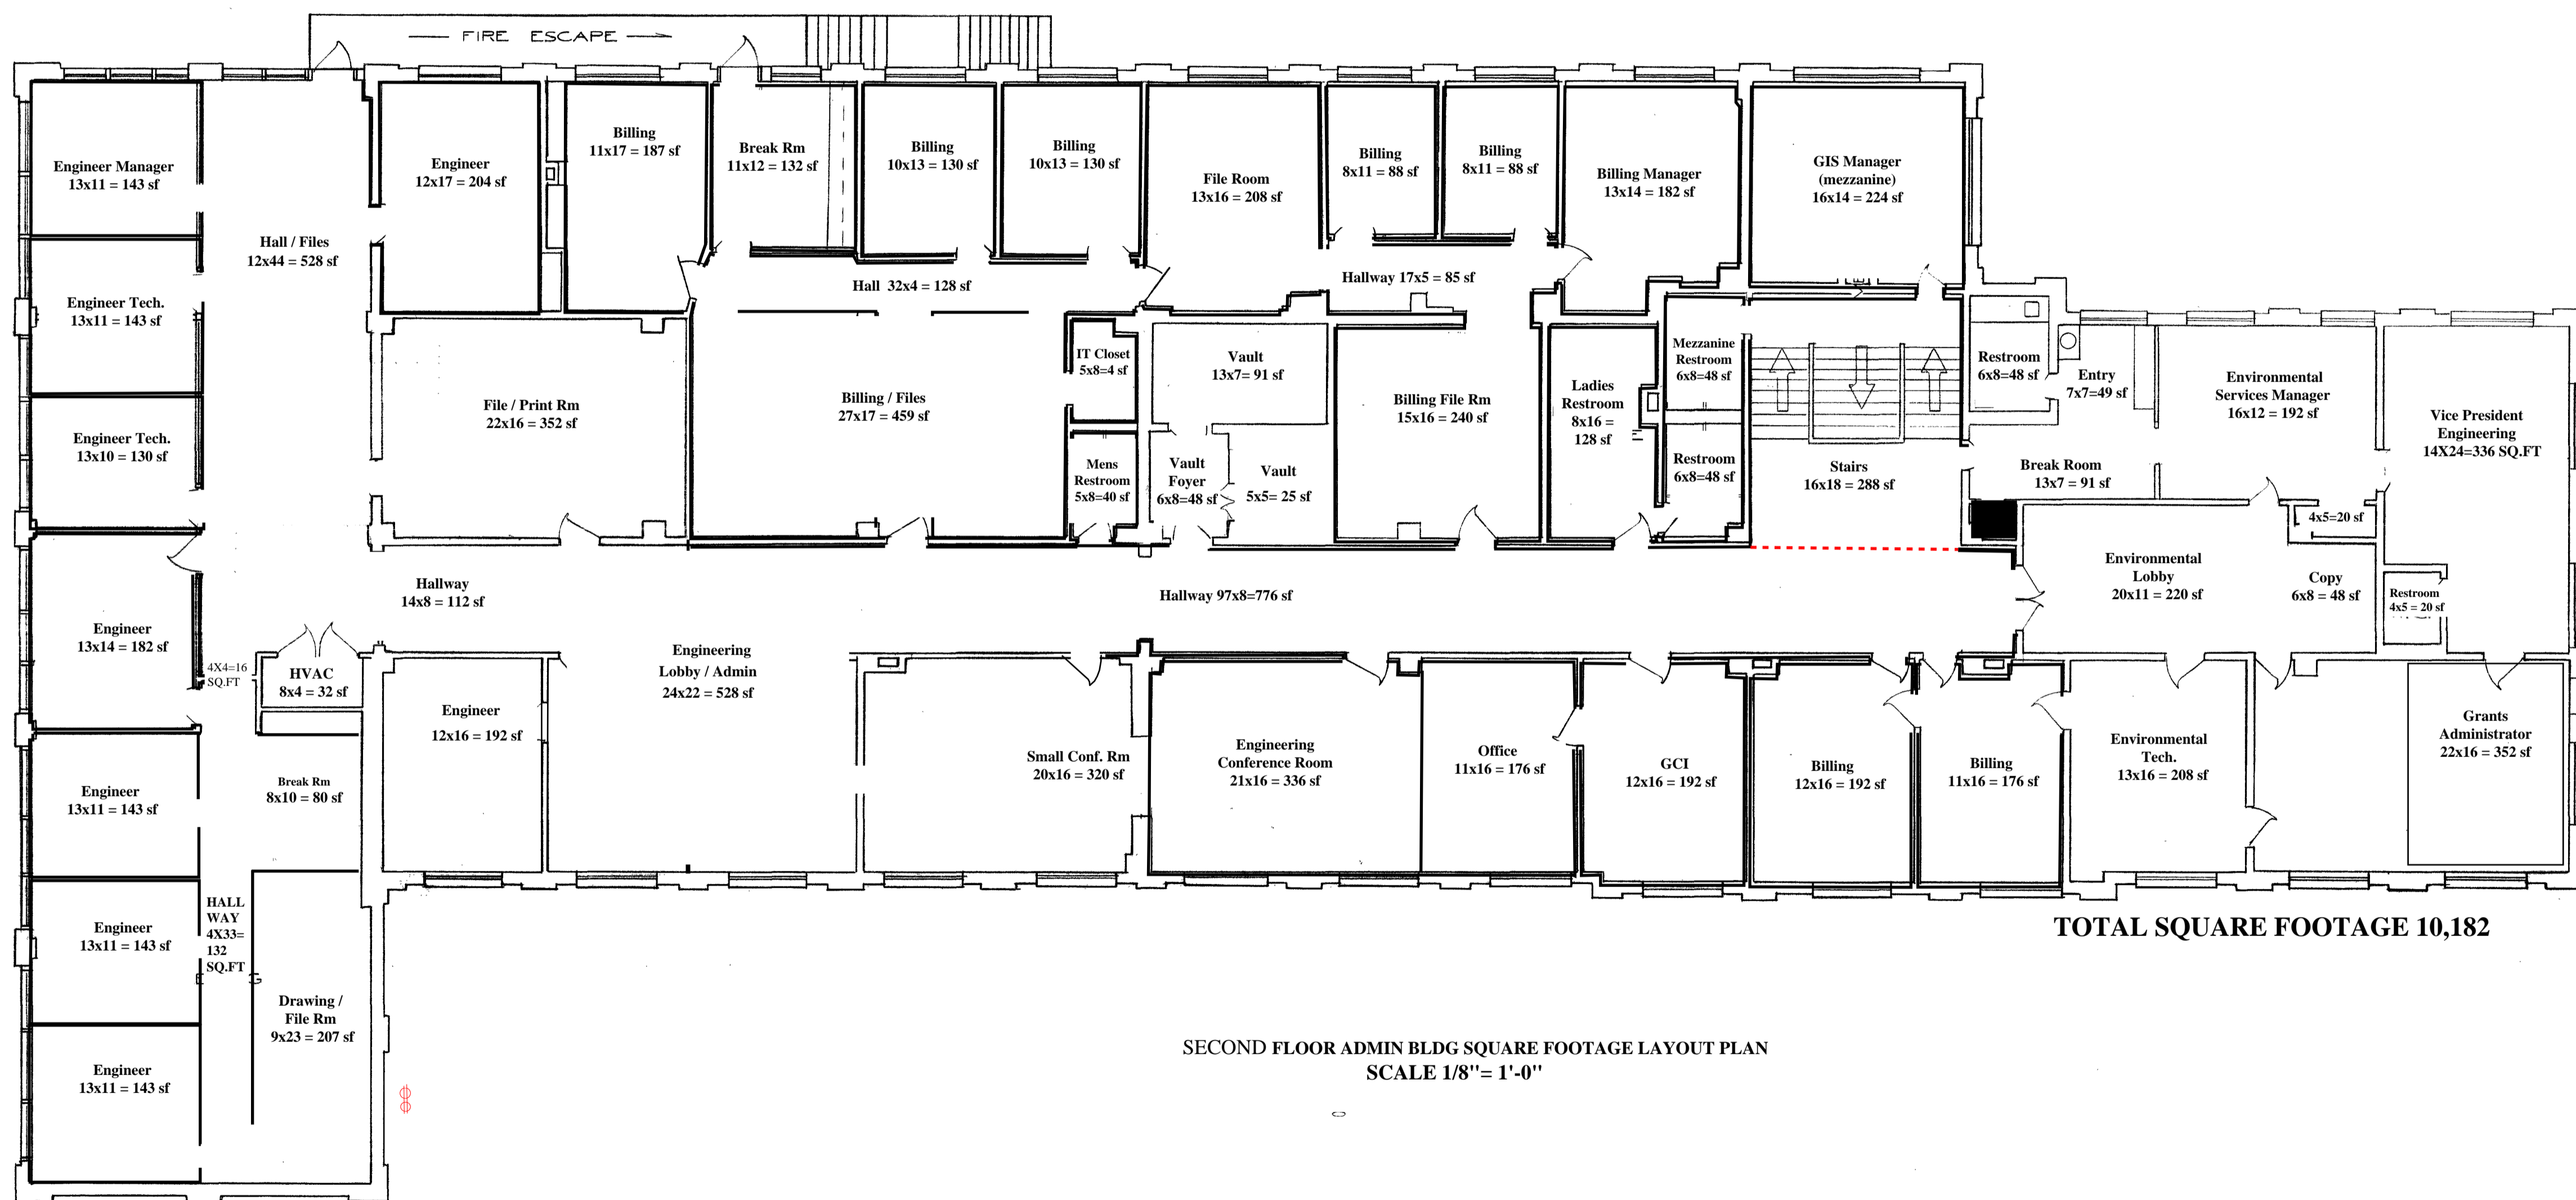 FIRE ESCAPE
Engineer Manager
13x11 = 143 sf
Hall / Files
12x44 = 528 sf
Engineer
12x17 = 204 sf
Billing
11x17 = 187 sf
Break Rm
11x12 = 132 sf
Billing
10x13 = 130 sf
Billing
10x13 = 130 sf
File Room
13x16 = 208 sf
Billing
8x11 = 88 sf
Billing
8x11 = 88 sf
Billing Manager
13x14 = 182 sf
GIS Manager
(mezzanine)
16x14 = 224 sf
Hall 32x4 = 128 sf
Hallway 17x5 = 85 sf
Engineer Tech.
13x11 = 143 sf
Engineer Tech.
13x10 = 130 sf
File / Print Rm
22x16 = 352 sf
Billing / Files
27x17 = 459 sf
IT Closet
5x8=4 sf
Mens
Restroom
5x8=40 sf
Vault
13x7= 91 sf
Vault
Foyer
6x8=48 sf
Vault
5x5= 25 sf
Billing File Rm
15x16 = 240 sf
Ladies
Restroom
8x16 =
128 sf
Mezzanine
Restroom
6x8=48 sf
Restroom
6x8=48 sf
Stairs
16x18 = 288 sf
Restroom
6x8=48 sf
Entry
7x7=49 sf
Break Room
13x7 = 91 sf
Environmental
Services Manager
16x12 = 192 sf
Vice President
Engineering
14X24=336 SQ.FT
4x5=20 sf
Environmental
Lobby
20x11 = 220 sf
Copy
6x8 = 48 sf
Restroom
4x5 = 20 sf
Hallway
14x8 = 112 sf
Hallway 97x8=776 sf
Engineer
13x14 = 182 sf
4X4=16
SQ.FT
HVAC
8x4 = 32 sf
Engineer
12x16 = 192 sf
Engineering
Lobby / Admin
24x22 = 528 sf
Small Conf. Rm
20x16 = 320 sf
Engineering
Conference Room
21x16 = 336 sf
Office
11x16 = 176 sf
GCI
12x16 = 192 sf
Billing
12x16 = 192 sf
Billing
11x16 = 176 sf
Environmental
Tech.
13x16 = 208 sf
Grants
Administrator
22x16 = 352 sf
Engineer
13x11 = 143 sf
Break Rm
8x10 = 80 sf
Engineer
13x11 = 143 sf
HALL
WAY
4X33=
132
SQ.FT
Drawing /
File Rm
9x23 = 207 sf
Engineer
13x11 = 143 sf
TOTAL SQUARE FOOTAGE 10,182
SECOND FLOOR ADMIN BLDG SQUARE FOOTAGE LAYOUT PLAN
SCALE 1/8"= 1'-0"